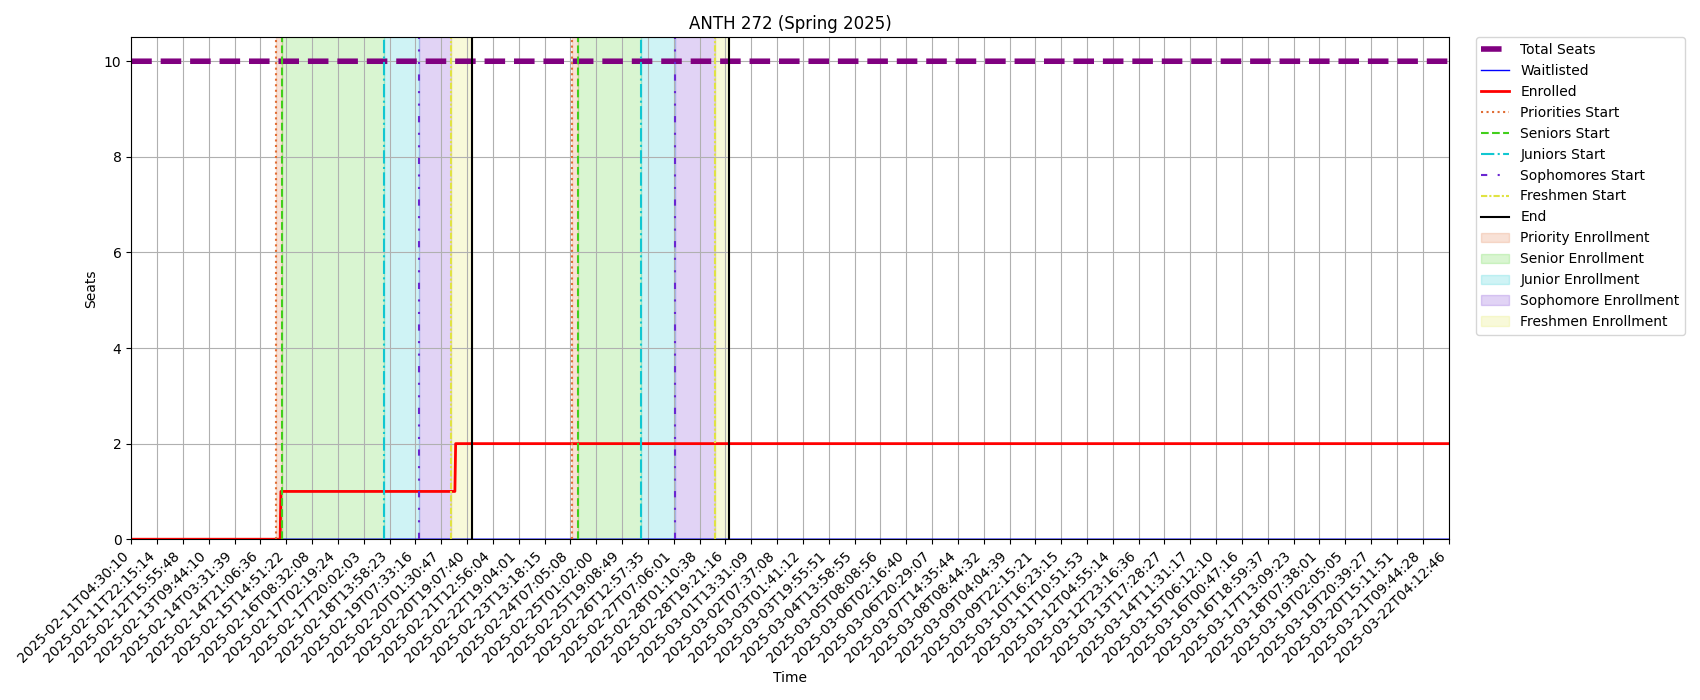 ANTH 272 (Spring 2025)
Seats
10
8
6
4
2
0
2025-02-11T04:30:10
2025-02-11T22:15:14
2025-02-12T15:55:48
2025-02-13T09:44:10
2025-02-14T03:31:39
2025-02-14T21:06:36
2025-02-15T14:51:22
2025-02-16T08:32:08
2025-02-17T02:19:24
2025-02-17T20:02:03
2025-02-18T13:58:23
2025-02-19T07:33:16
2025-02-20T01:30:47
2025-02-20T19:07:40
2025-02-21T12:56:04
2025-02-22T19:04:01
2025-02-23T13:18:15
2025-02-24T07:05:08
2025-02-25T01:02:00
2025-02-25T19:08:49
2025-02-26T12:57:35
2025-02-27T07:06:01
2025-02-28T01:10:38
2025-02-28T19:21:16
2025-03-01T13:31:09
2025-03-02T07:37:08
2025-03-03T01:41:12
2025-03-03T19:55:51
2025-03-04T13:58:55
2025-03-05T08:08:56
2025-03-06T02:16:40
2025-03-06T20:29:07
2025-03-07T14:35:44
2025-03-08T08:44:32
2025-03-09T04:04:39
2025-03-09T22:15:21
2025-03-10T16:23:15
2025-03-11T10:51:53
2025-03-12T04:55:14
2025-03-12T23:16:36
2025-03-13T17:28:27
2025-03-14T11:31:17
2025-03-15T06:12:10
2025-03-16T00:47:16
2025-03-16T18:59:37
2025-03-17T13:09:23
2025-03-18T07:38:01
2025-03-19T02:05:05
2025-03-19T20:39:27
2025-03-20T15:11:51
2025-03-21T09:44:28
2025-03-22T04:12:46
Time
Total Seats
Waitlisted
Enrolled
Priorities Start
Seniors Start
Juniors Start
Sophomores Start
Freshmen Start
End
Priority Enrollment
Senior Enrollment
Junior Enrollment
Sophomore Enrollment
Freshmen Enrollment